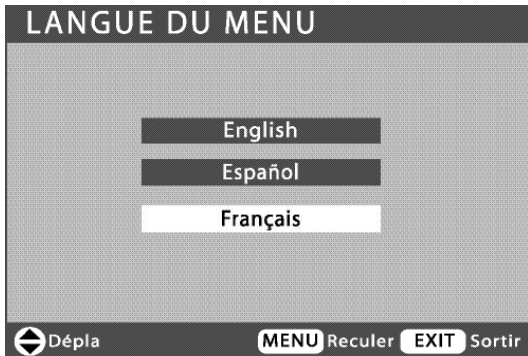 LANGUE DU MENU
English
Español
Français
Dépla MENU Reculer EXIT Sortir